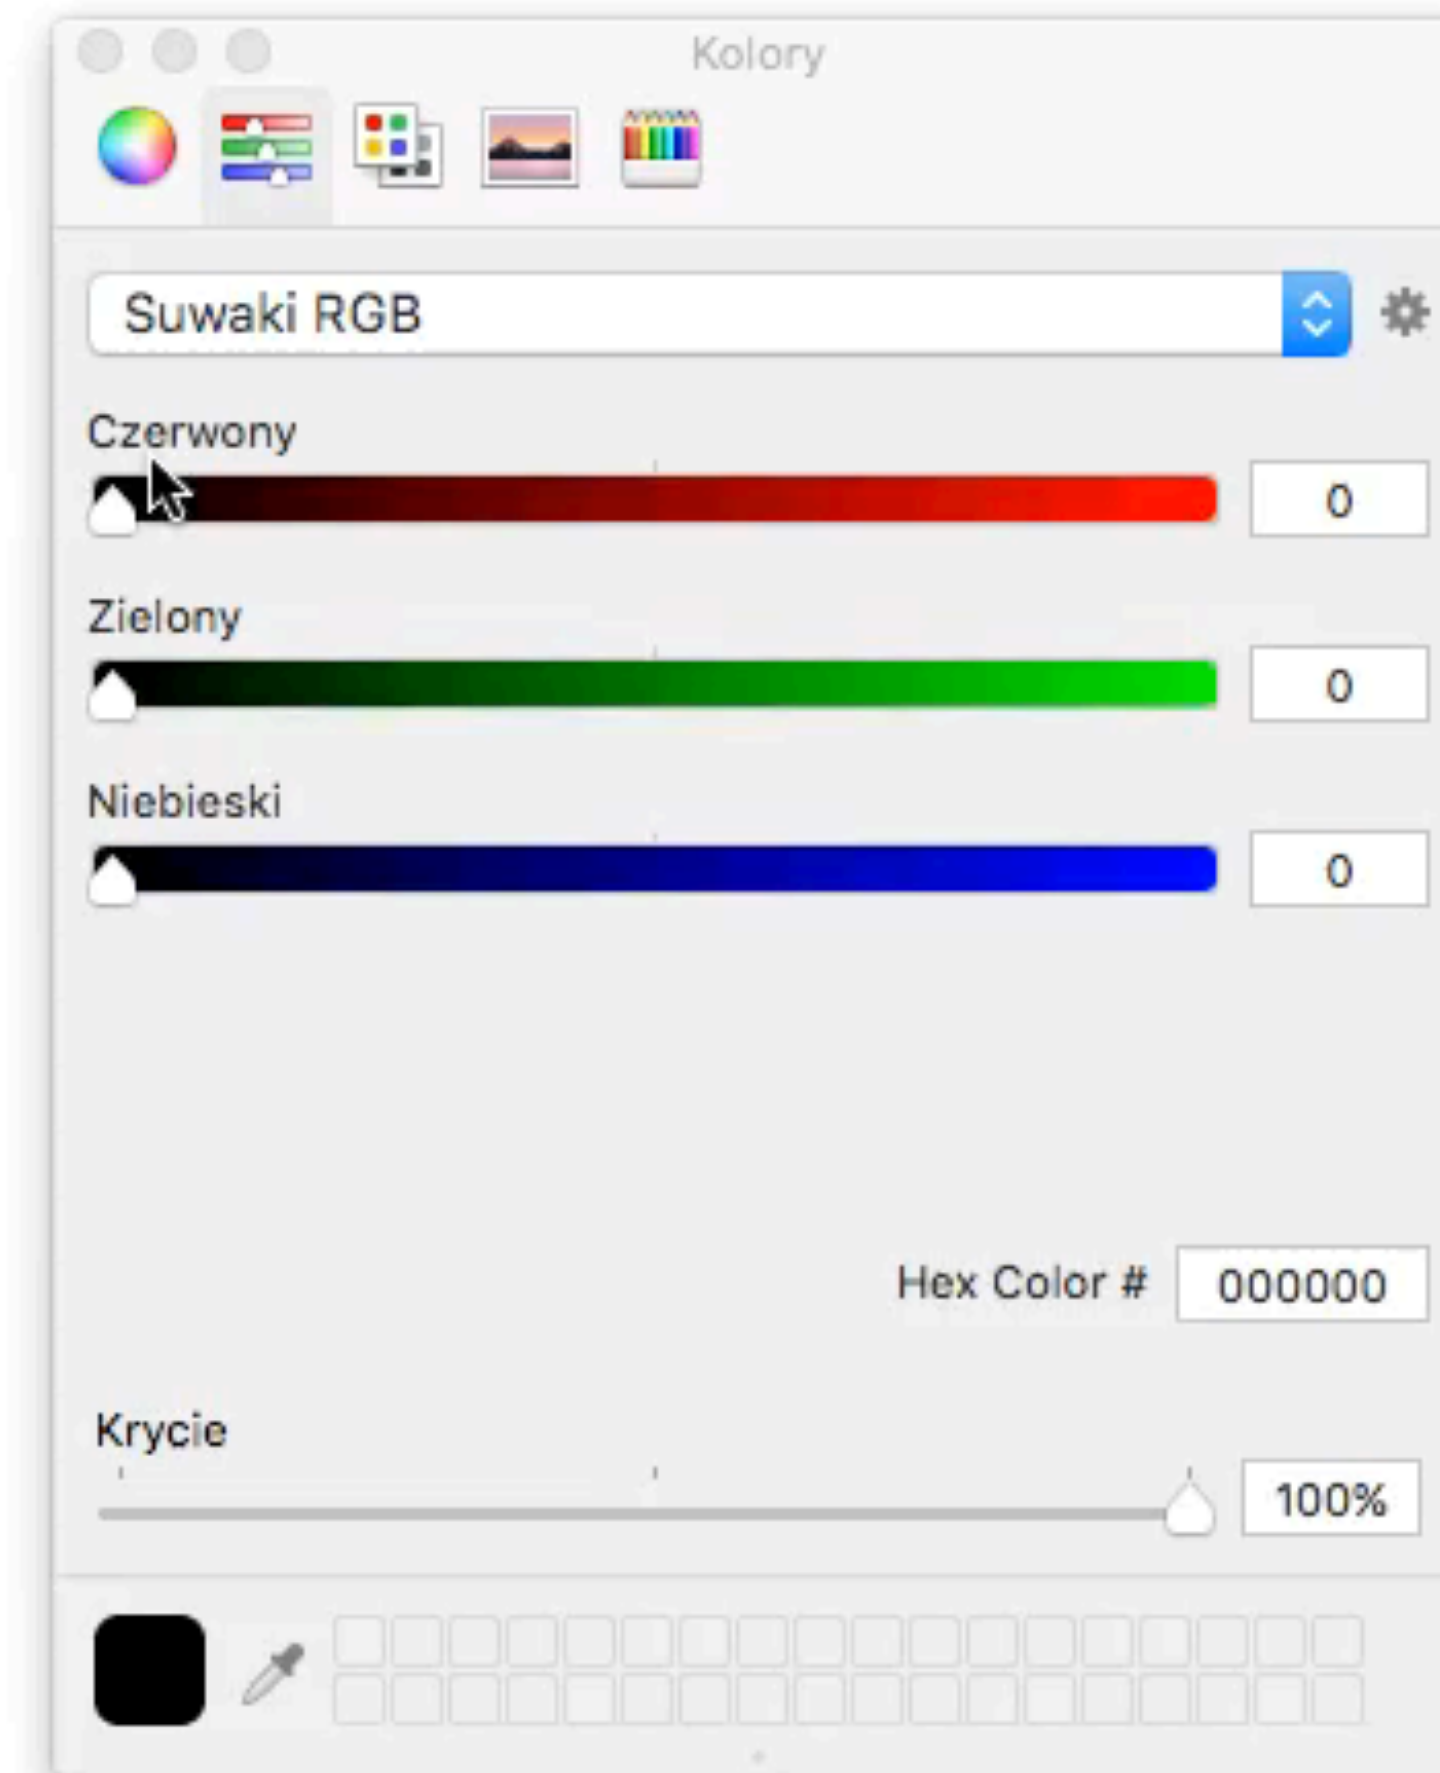 Kolory
Suwaki RGB
Czerwony
0
Zielony
0
Niebieski
0
Hex Color # 000000
Krycie
100%